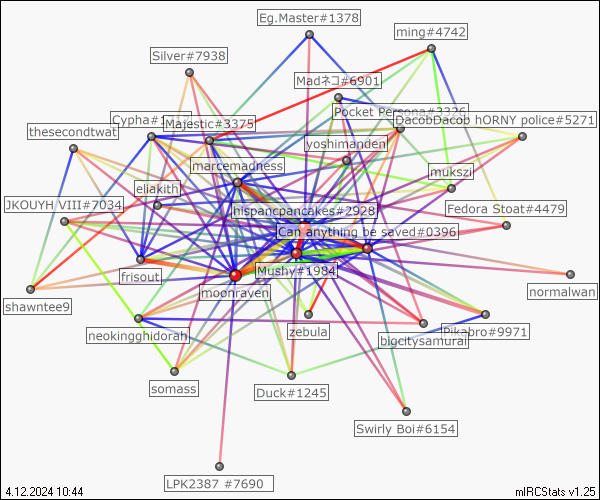 Eg.Master#1378
ming#4742
Silver#7938
Madネコ#6901
Pocket Persona#3326
Cypha#
Majestic#3375
DacobDacob hORNY police#5271
thesecondtwat
yoshimanden
marcemadness
mukszi
eliakith
JKOUYH VIII#7034
hispancpancakes#2928
Fedora Stoat#4479
Can anything be saved#0396
Mushy#1984
frisout
moonraven
normalwan
shawntee9
neokingghidorah
zebula
Pikabro#9971
bigcitysamurai
somass
Duck#1245
Swirly Boi#6154
LPK2387 #7690
4.12.2024 10:44
mIRCStats v1.25